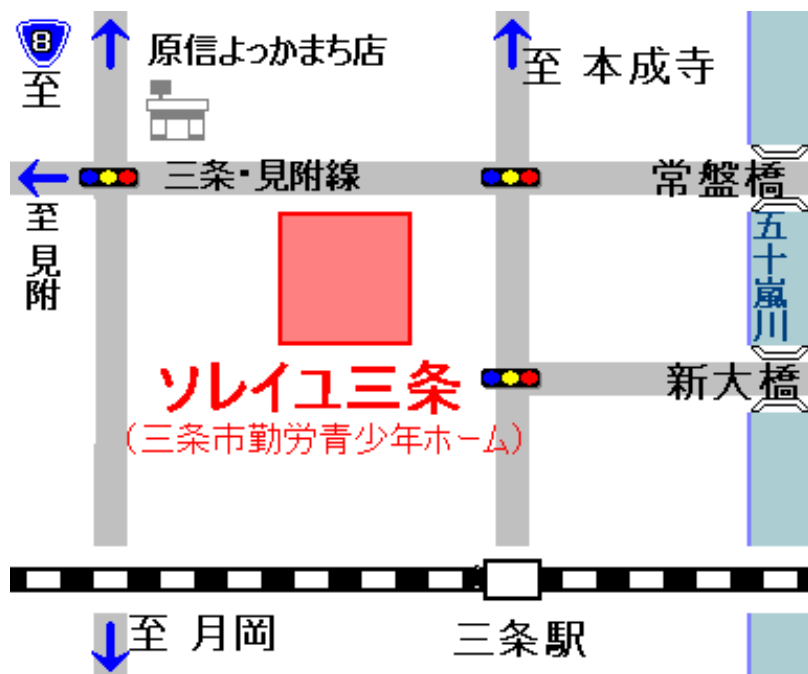 8
至
原信よっかまち店
至 本成寺
三条・見附線
常盤橋
至
見附
五十嵐川
ソレイユ三条
(三条市勤労青少年ホーム)
新大橋
至 月岡
三条駅